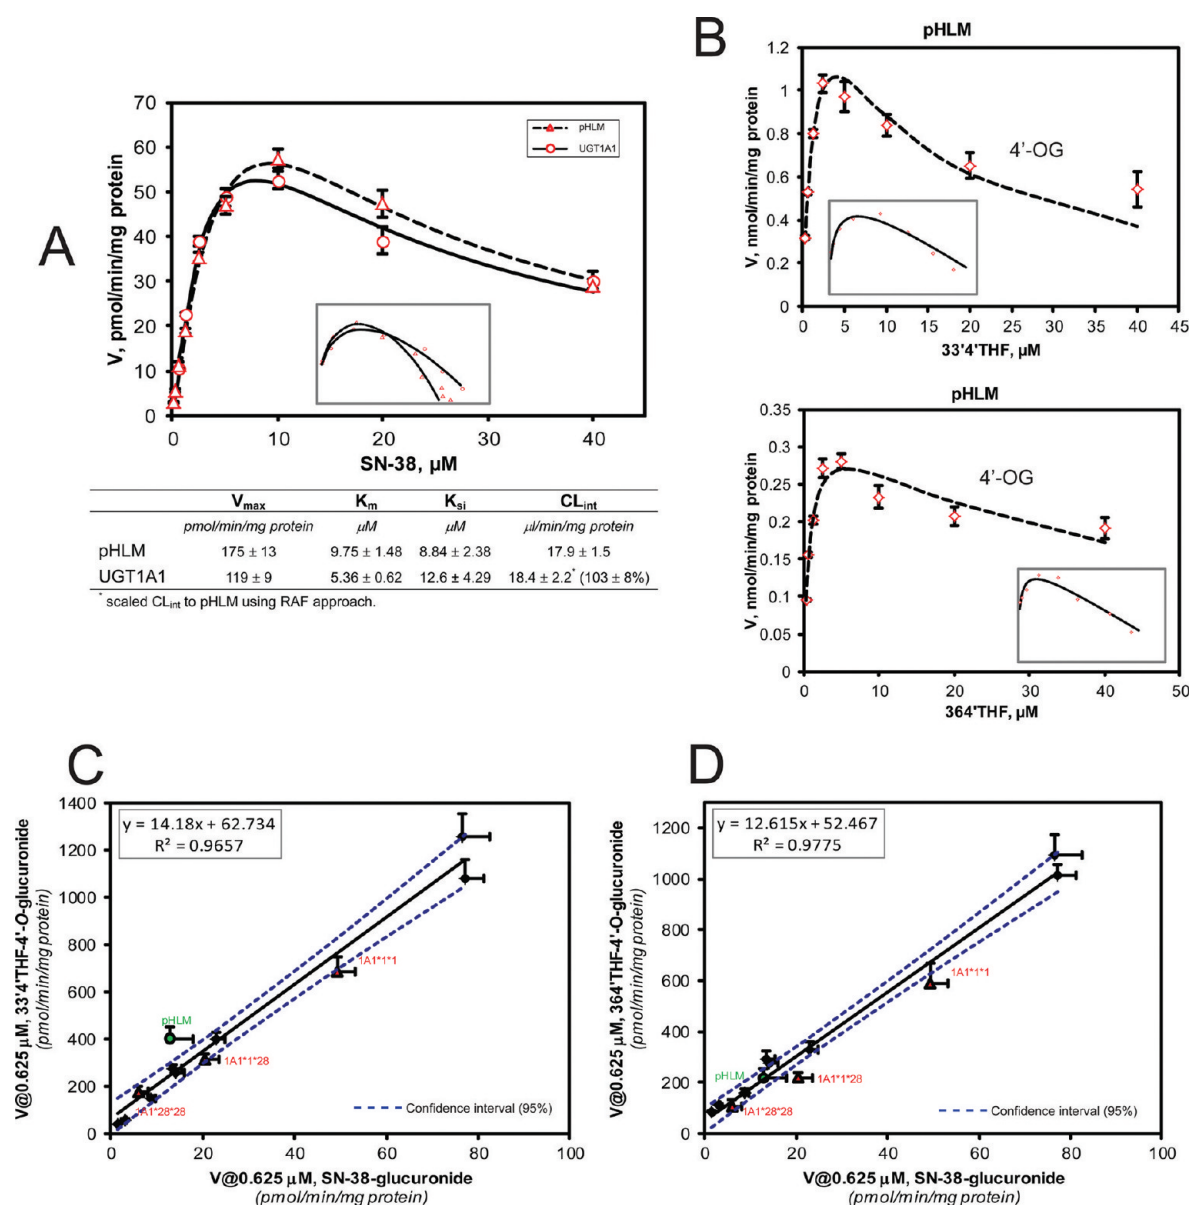 A
70
60
50
40
30
20
10
0
V, pmol/min/mg protein
pHLM
UGT1A1
0 10 20 30 40
SN-38, µM
Vmax Km Ksi CLint
pmol/min/mg protein µM µM µl/min/mg protein
pHLM 175 ± 13 9.75 ± 1.48 8.84 ± 2.38 17.9 ± 1.5
UGT1A1 119 ± 9 5.36 ± 0.62 12.6 ± 4.29 18.4 ± 2.2* (103 ± 8%)
* scaled CLint to pHLM using RAF approach.
B
pHLM
1.2
1
0.8
0.6
0.4
0.2
0
V, nmol/min/mg protein
4'-OG
0 5 10 15 20 25 30 35 40 45
33'4'THF, µM
pHLM
0.35
0.3
0.25
0.2
0.15
0.1
0.05
0
V, nmol/min/mg protein
4'-OG
0 10 20 30 40 50
364'THF, µM
C
1400
1200
1000
800
600
400
200
0
V@0.625 µM, 33'4'THF-4'-O-glucuronide
(pmol/min/mg protein)
y = 14.18x + 62.734
R² = 0.9657
1A1*1*1
pHLM
1A1*1*28
1A1*28*28
Confidence interval (95%)
0 20 40 60 80 100
V@0.625 µM, SN-38-glucuronide
(pmol/min/mg protein)
D
1200
1000
800
600
400
200
0
V@0.625 µM, 364'THF-4'-O-glucuronide
(pmol/min/mg protein)
y = 12.615x + 52.467
R² = 0.9775
1A1*1*1
pHLM
1A1*1*28
1A1*28*28
Confidence interval (95%)
0 20 40 60 80 100
V@0.625 µM, SN-38-glucuronide
(pmol/min/mg protein)